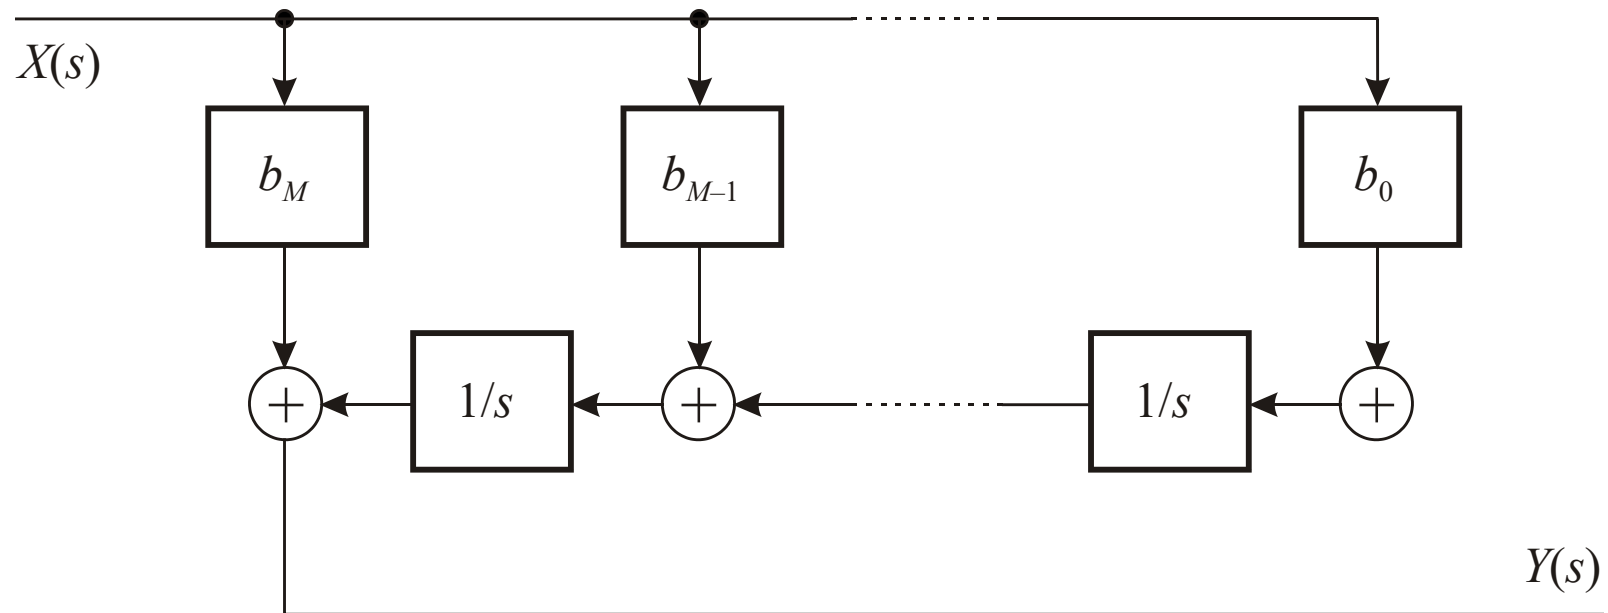 X(s)
b_M b_{M–1} b_0
+ 1/s + 1/s +
Y(s)